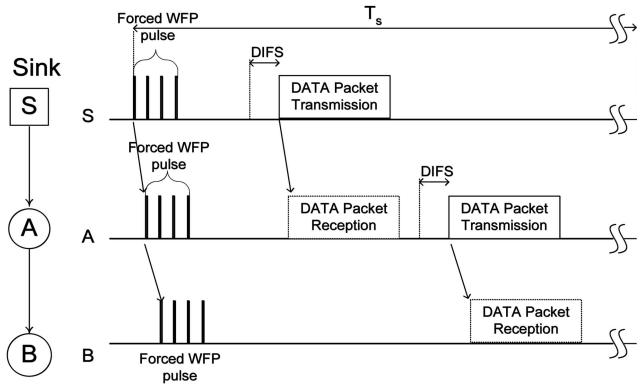 Forced WFP
pulse
Ts
DIFS
Sink
S
S
DATA Packet
Transmission
Forced WFP
pulse
DIFS
A
A
DATA Packet
Reception
DATA Packet
Transmission
B
B
Forced WFP
pulse
DATA Packet
Reception